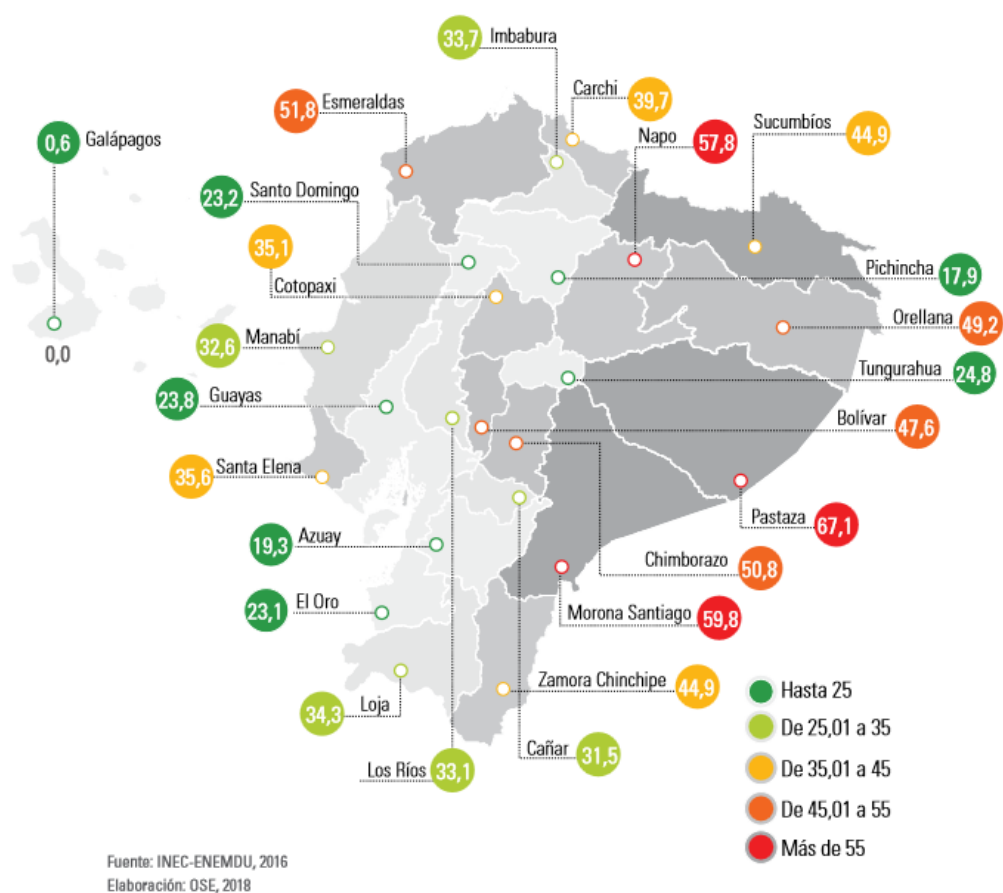 33,7 Imbabura
Carchi 39,7
51,8 Esmeraldas
Napo 57,8
Sucumbíos 44,9
0,6 Galápagos
23,2 Santo Domingo
35,1
Cotopaxi
Pichincha 17,9
Orellana 49,2
0,0
32,6 Manabí
Tungurahua 24,8
23,8 Guayas
Bolívar 47,6
35,6 Santa Elena
Pastaza 67,1
19,3 Azuay
Chimborazo 50,8
23,1 El Oro
Morona Santiago 59,8
Zamora Chinchipe 44,9
34,3 Loja
Cañar 31,5
Los Ríos 33,1
Hasta 25
De 25,01 a 35
De 35,01 a 45
De 45,01 a 55
Más de 55
Fuente: INEC-ENEMDU, 2016
Elaboración: OSE, 2018